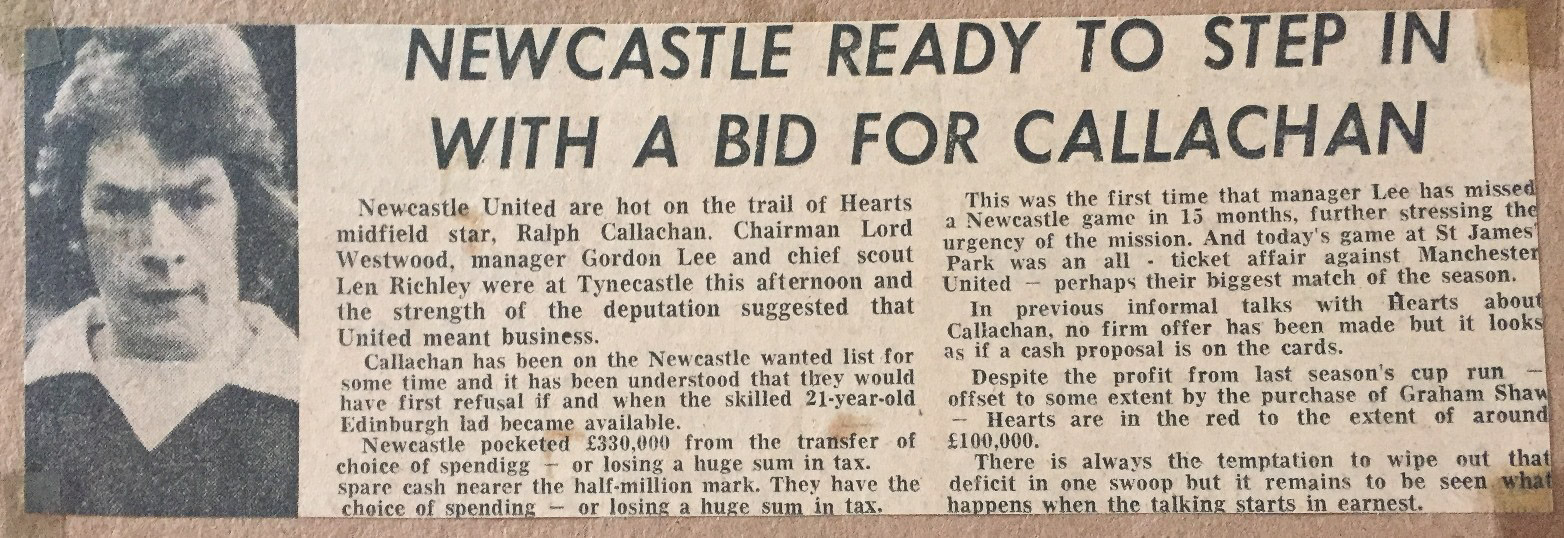 NEWCASTLE READY TO STEP IN
WITH A BID FOR CALLACHAN
Newcastle United are hot on the trail of Hearts
midfield star, Ralph Callachan. Chairman Lord
Westwood, manager Gordon Lee and chief scout
Len Richley were at Tynecastle this afternoon and
the strength of the deputation suggested that
United meant business.
Callachan has been on the Newcastle wanted list for
some time and it has been understood that they would
have first refusal if and when the skilled 21-year-old
Edinburgh lad became available.
Newcastle pocketed £330,000 from the transfer of
choice of spendigg — or losing a huge sum in tax.
spare cash nearer the half-million mark. They have the
choice of spending — or losing a huge sum in tax.
This was the first time that manager Lee has missed
a Newcastle game in 15 months, further stressing the
urgency of the mission. And today's game at St James'
Park was an all - ticket affair against Manchester
United — perhaps their biggest match of the season.
In previous informal talks with Hearts about
Callachan, no firm offer has been made but it looks
as if a cash proposal is on the cards.
Despite the profit from last season's cup run —
offset to some extent by the purchase of Graham Shaw
— Hearts are in the red to the extent of around
£100,000.
There is always the temptation to wipe out that
deficit in one swoop but it remains to be seen what
happens when the talking starts in earnest.